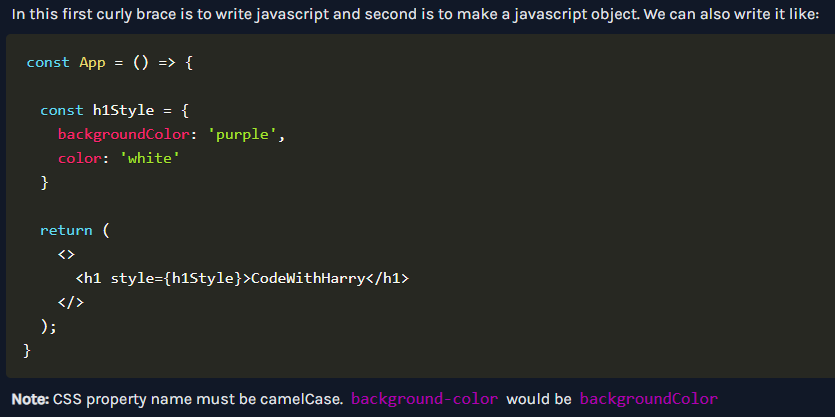 In this first curly brace is to write javascript and second is to make a javascript object. We can also write it like:
const App = () => {
  const h1Style = {
    backgroundColor: 'purple',
    color: 'white'
  }
  return (
    <>
      <h1 style={h1Style}>CodeWithHarry</h1>
    </>
  );
}
Note: CSS property name must be camelCase. background-color would be backgroundColor